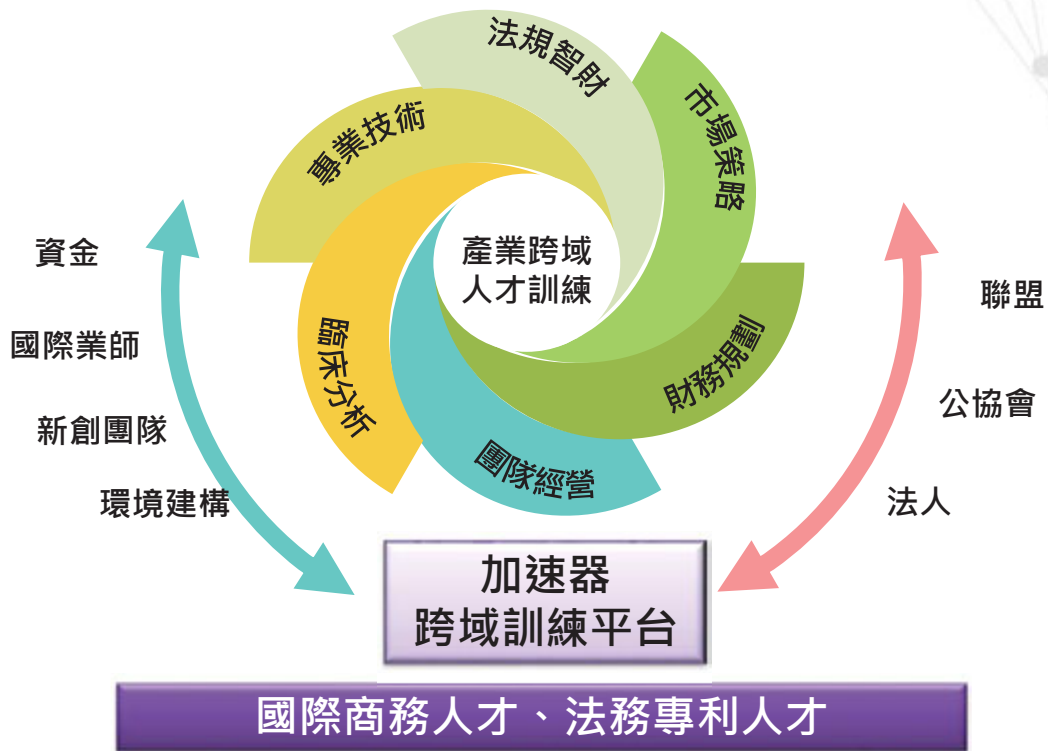 法規智財
市場策略
專業技術
財務規劃
臨床分析
團隊經營
產業跨域
人才訓練
資金
國際業師
新創團隊
環境建構
聯盟
公協會
法人
加速器
跨域訓練平台
國際商務人才、法務專利人才